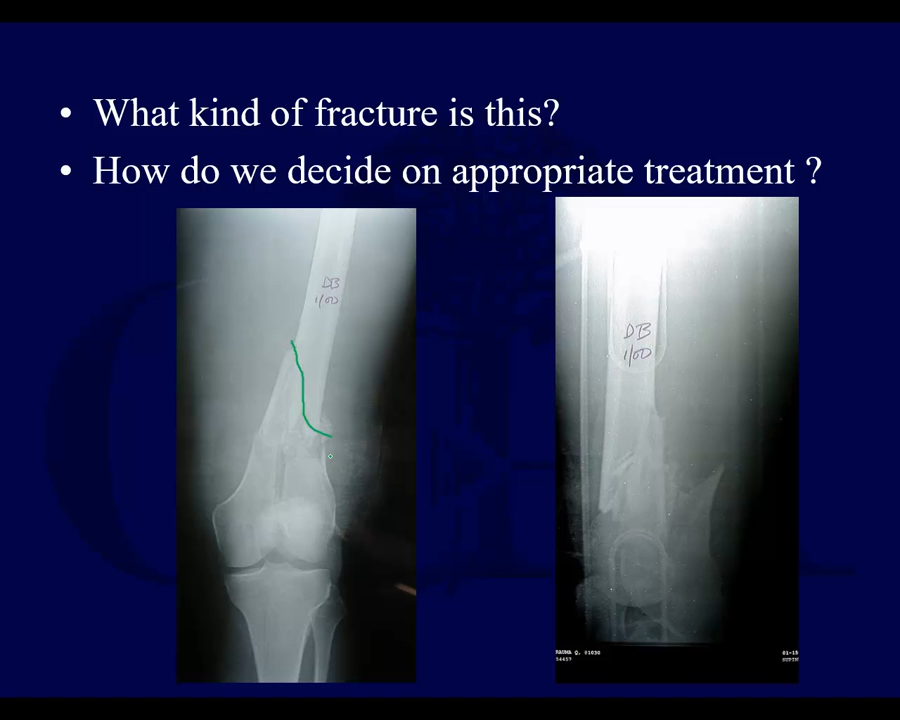 • What kind of fracture is this?
• How do we decide on appropriate treatment ?
DB
1/00
DB
1/00